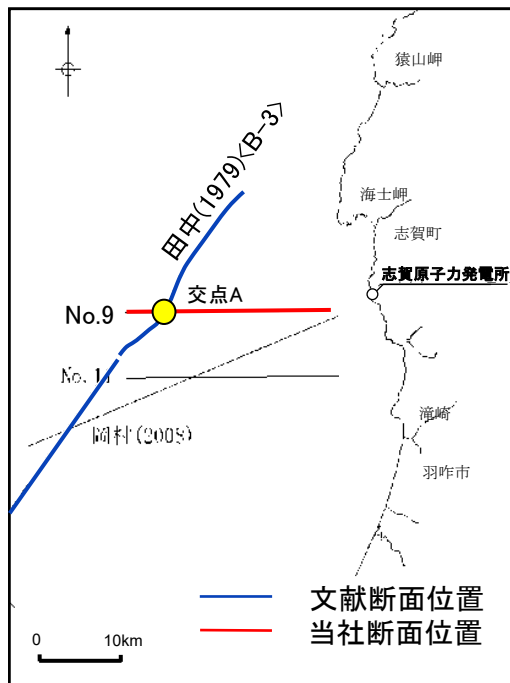 猿山岬
海士岬
志賀町
志賀原子力発電所
田中(1979)<B-3>
交点A
No.9
No.1
岡村(2008)
滝崎
羽咋市
文献断面位置
当社断面位置
0 10km